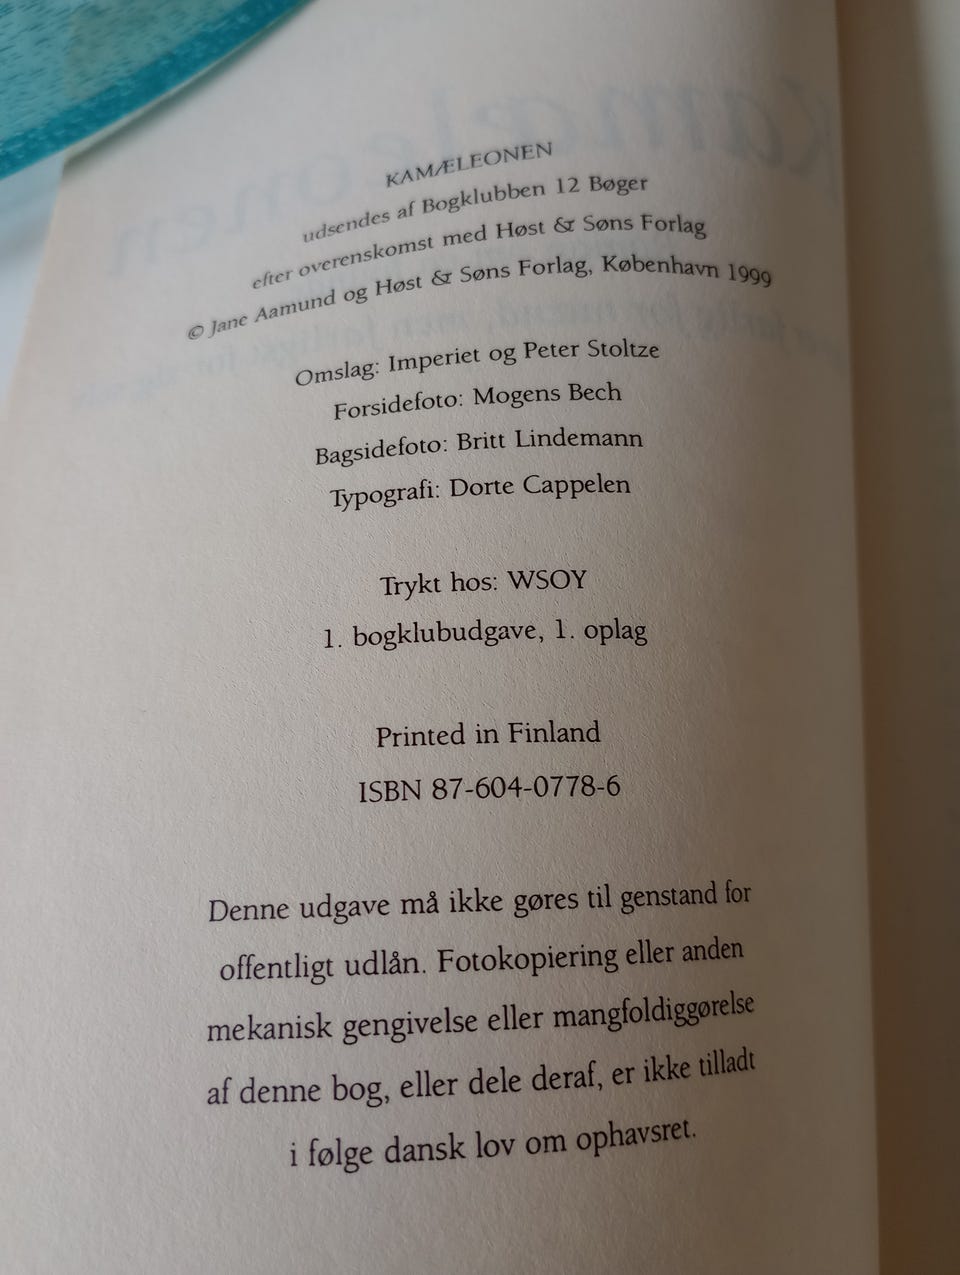 KAMÆLEONEN
udsendes af Bogklubben 12 Bøger
efter overenskomst med Høst & Søns Forlag
© Jane Aamund og Høst & Søns Forlag, København 1999
Omslag: Imperiet og Peter Stoltze
Forsidefoto: Mogens Bech
Bagsidefoto: Britt Lindemann
Typografi: Dorte Cappelen
Trykt hos: WSOY
1. bogklubudgave, 1. oplag
Printed in Finland
ISBN 87-604-0778-6
Denne udgave må ikke gøres til genstand for
offentligt udlån. Fotokopiering eller anden
mekanisk gengivelse eller mangfoldiggørelse
af denne bog, eller dele deraf, er ikke tilladt
i følge dansk lov om ophavsret.